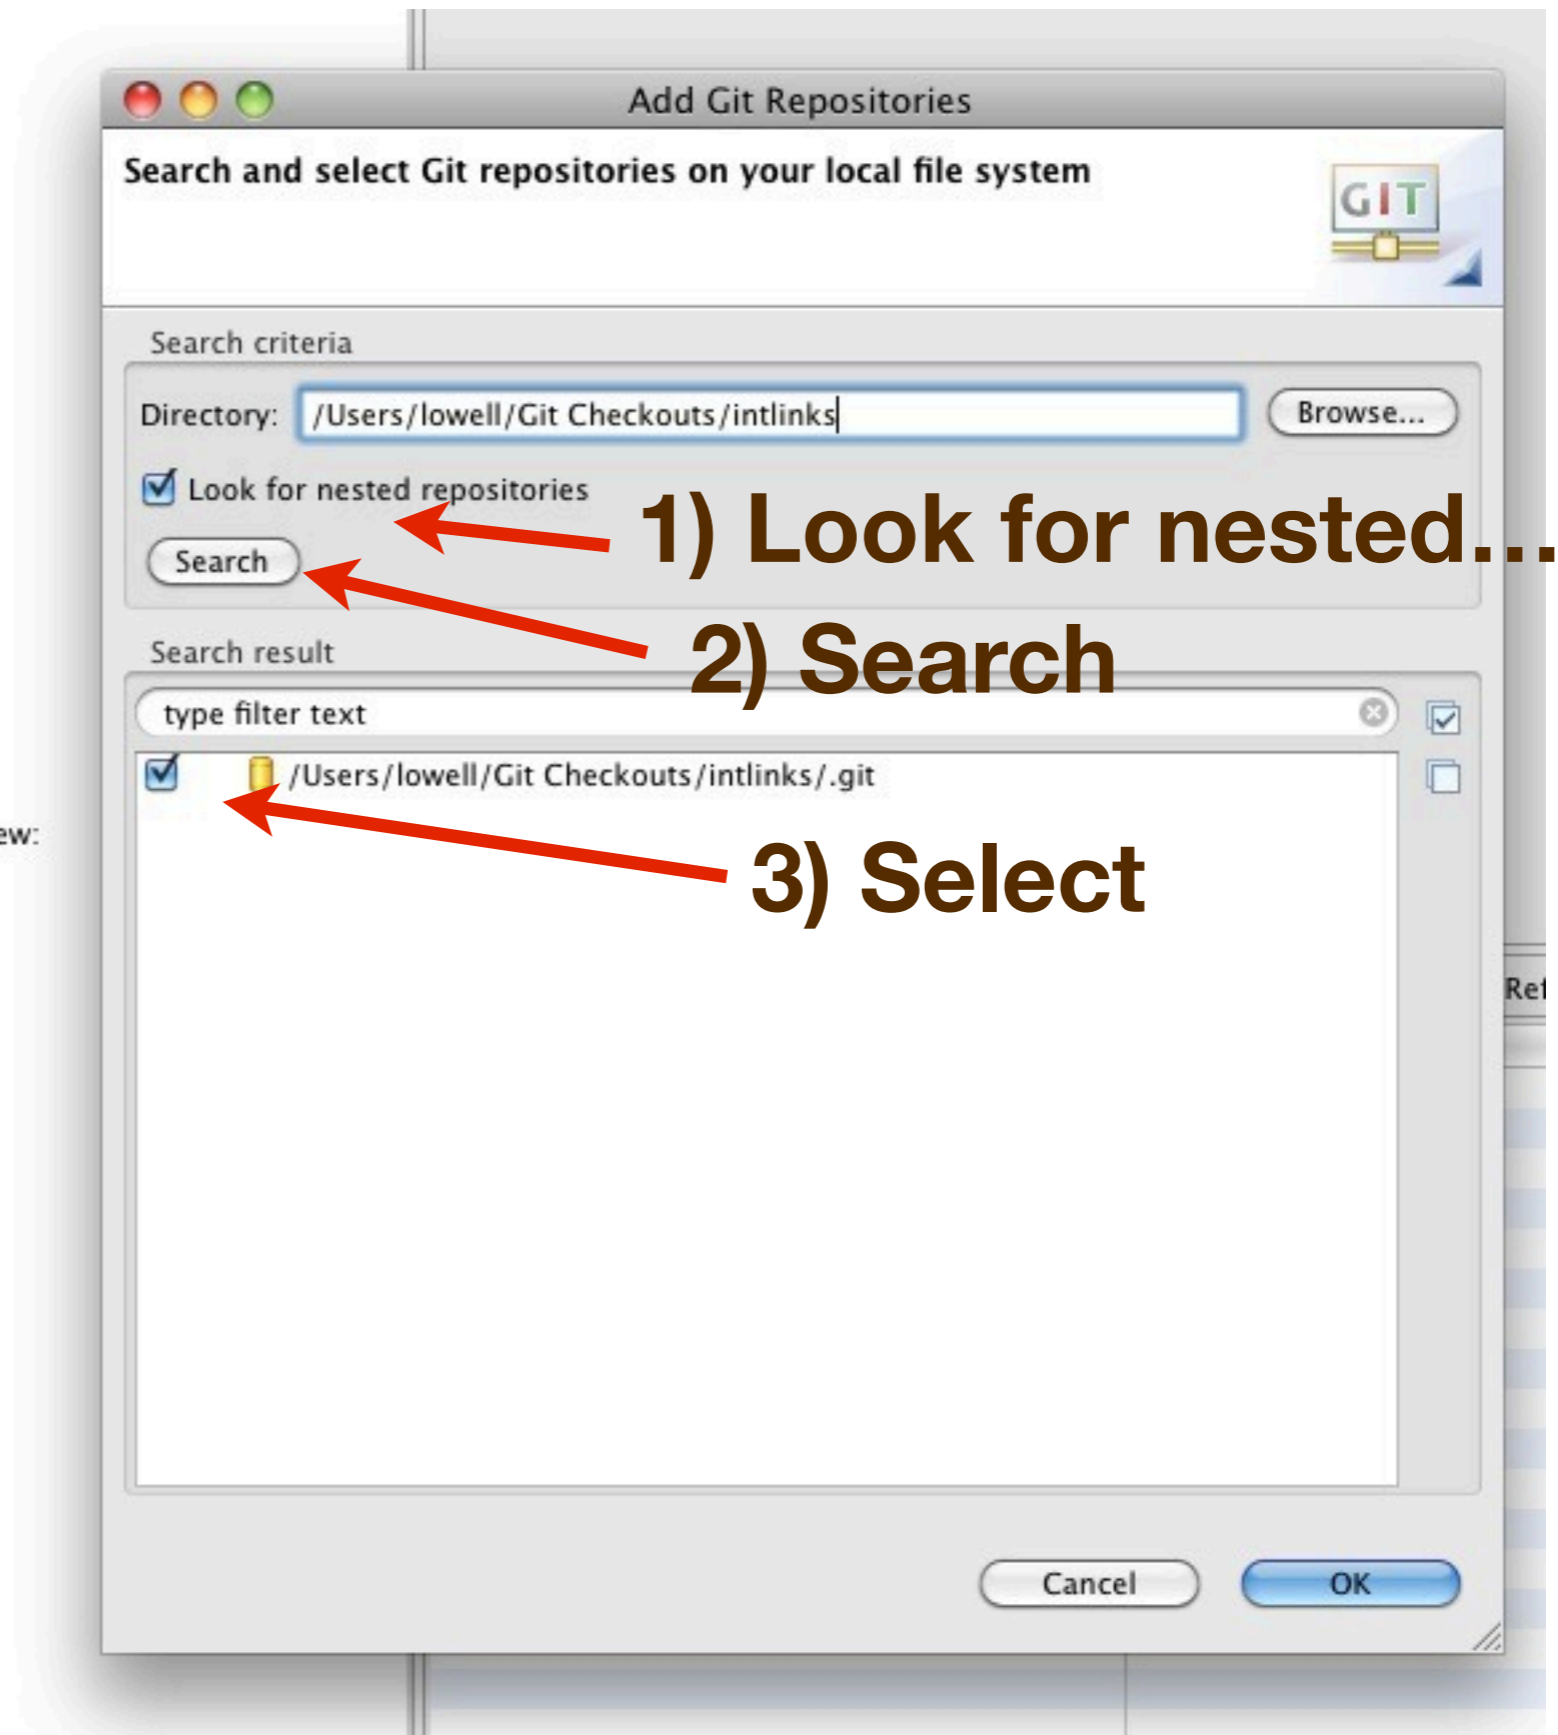 Add Git Repositories
Search and select Git repositories on your local file system
GIT
Search criteria
Directory: /Users/lowell/Git Checkouts/intlinks Browse...
Look for nested repositories
1) Look for nested...
Search
2) Search
Search result
type filter text
/Users/lowell/Git Checkouts/intlinks/.git
ew:
3) Select
Ref
Cancel OK